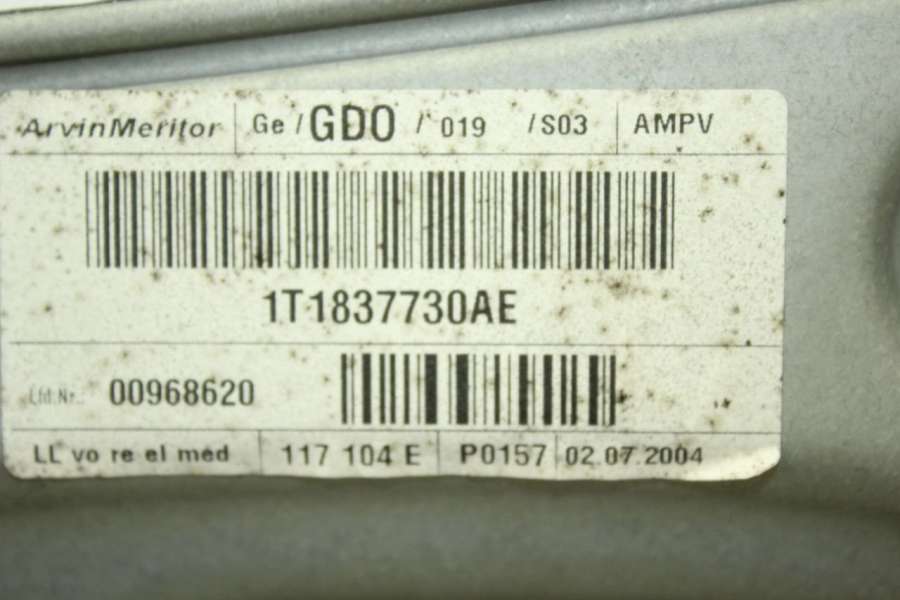 ArvinMeritor Ge / GDO / 019 / S03 AMPV
1T1837730AE
Lfd.Nr.: 00968620
LL vo re el med 117 104 E P0157 02.07.2004